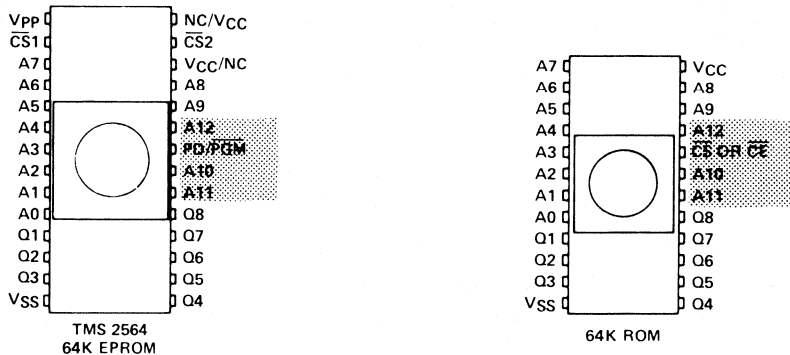 VPP NC/VCC
CS1 CS2
A7 VCC/NC
A6 A8
A5 A9
A4 A12
A3 PD/PGM
A2 A10
A1 A11
A0 Q8
Q1 Q7
Q2 Q6
Q3 Q5
VSS Q4
TMS 2564
64K EPROM
A7 VCC
A6 A8
A5 A9
A4 A12
A3 CS OR CE
A2 A10
A1 A11
A0 Q8
Q1 Q7
Q2 Q6
Q3 Q5
VSS Q4
64K ROM